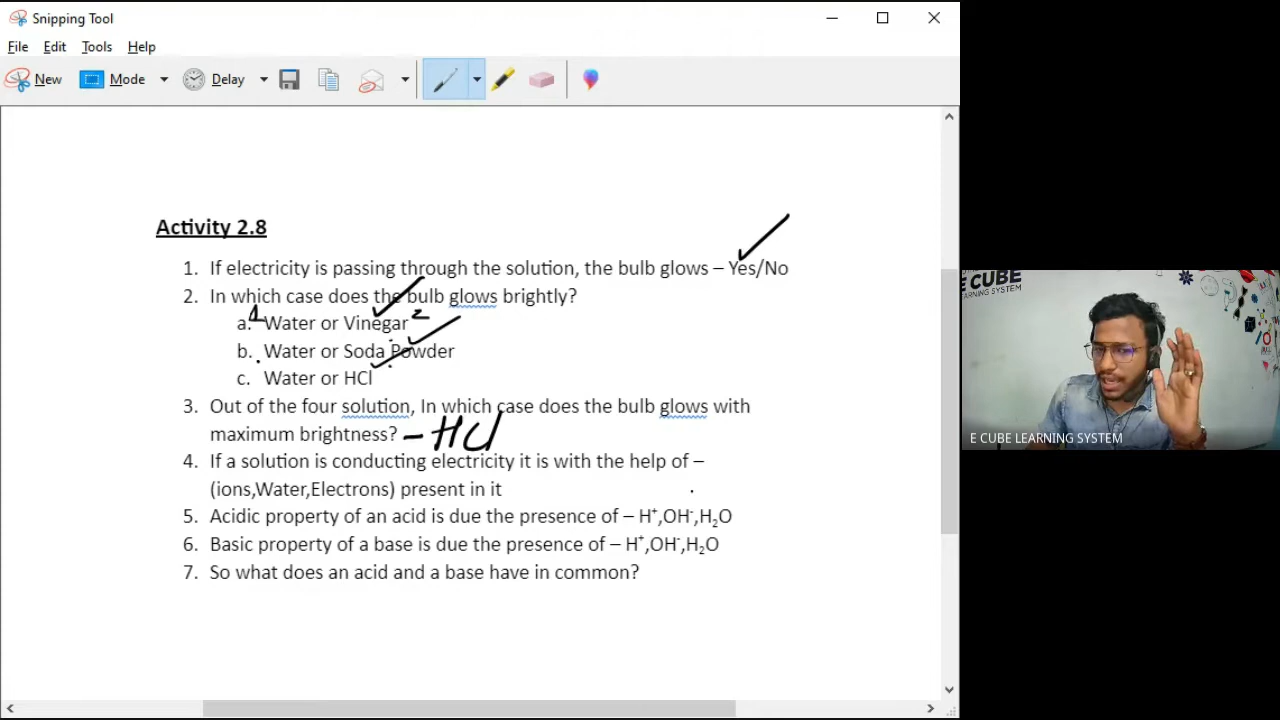 Snipping Tool
File Edit Tools Help
New Mode Delay
Activity 2.8
1. If electricity is passing through the solution, the bulb glows – Yes/No
2. In which case does the bulb glows brightly?
a. Water or Vinegar
1 2
b. Water or Soda Powder
c. Water or HCl
3. Out of the four solution, In which case does the bulb glows with
maximum brightness? – HCl
4. If a solution is conducting electricity it is with the help of –
(ions,Water,Electrons) present in it
5. Acidic property of an acid is due the presence of – H⁺,OH⁻,H₂O
6. Basic property of a base is due the presence of – H⁺,OH⁻,H₂O
7. So what does an acid and a base have in common?
E CUBE
LEARNING SYSTEM
E CUBE LEARNING SYSTEM